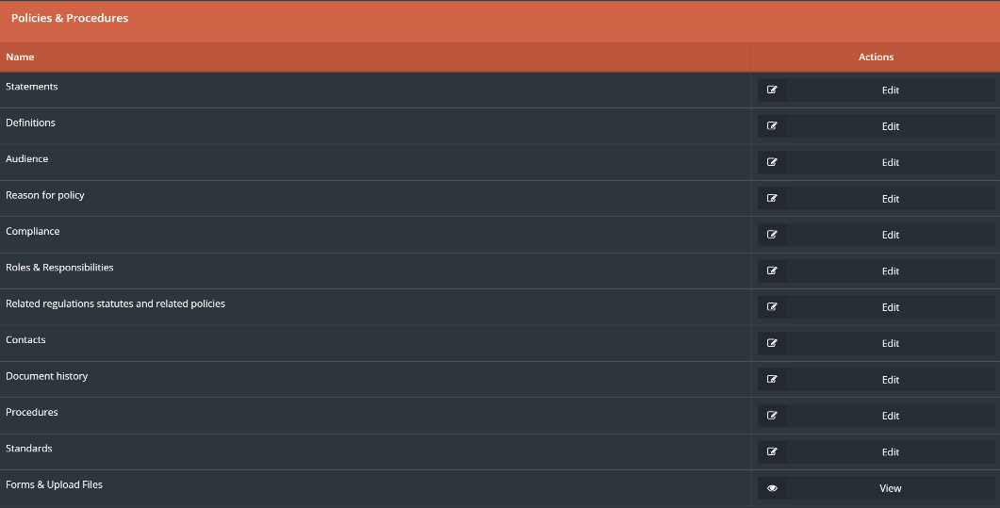 Policies & Procedures
Name Actions
Statements Edit
Definitions Edit
Audience Edit
Reason for policy Edit
Compliance Edit
Roles & Responsibilities Edit
Related regulations statutes and related policies Edit
Contacts Edit
Document history Edit
Procedures Edit
Standards Edit
Forms & Upload Files View